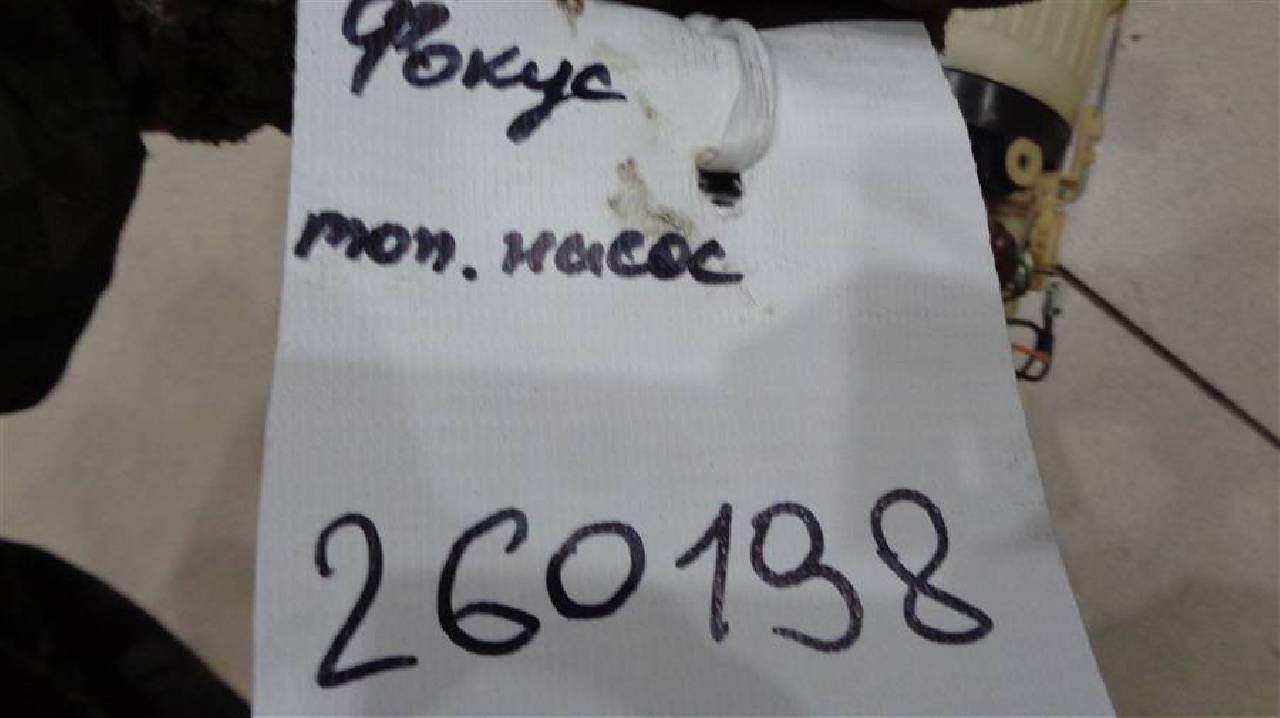 Фокус
топ. насос
260198